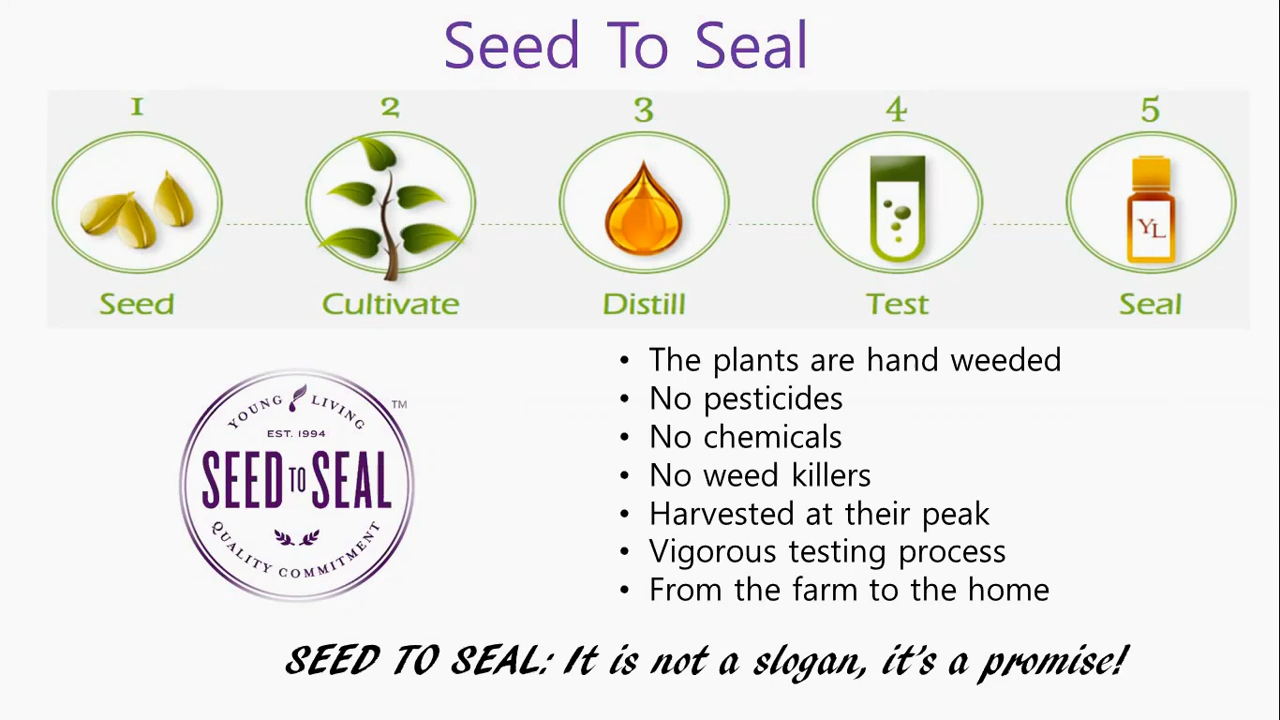 Seed To Seal
1 2 3 4 5
YL
Seed Cultivate Distill Test Seal
• The plants are hand weeded
• No pesticides
• No chemicals
• No weed killers
• Harvested at their peak
• Vigorous testing process
• From the farm to the home
YOUNG LIVING TM
EST. 1994
SEED TO SEAL
QUALITY COMMITMENT
SEED TO SEAL: It is not a slogan, it's a promise!